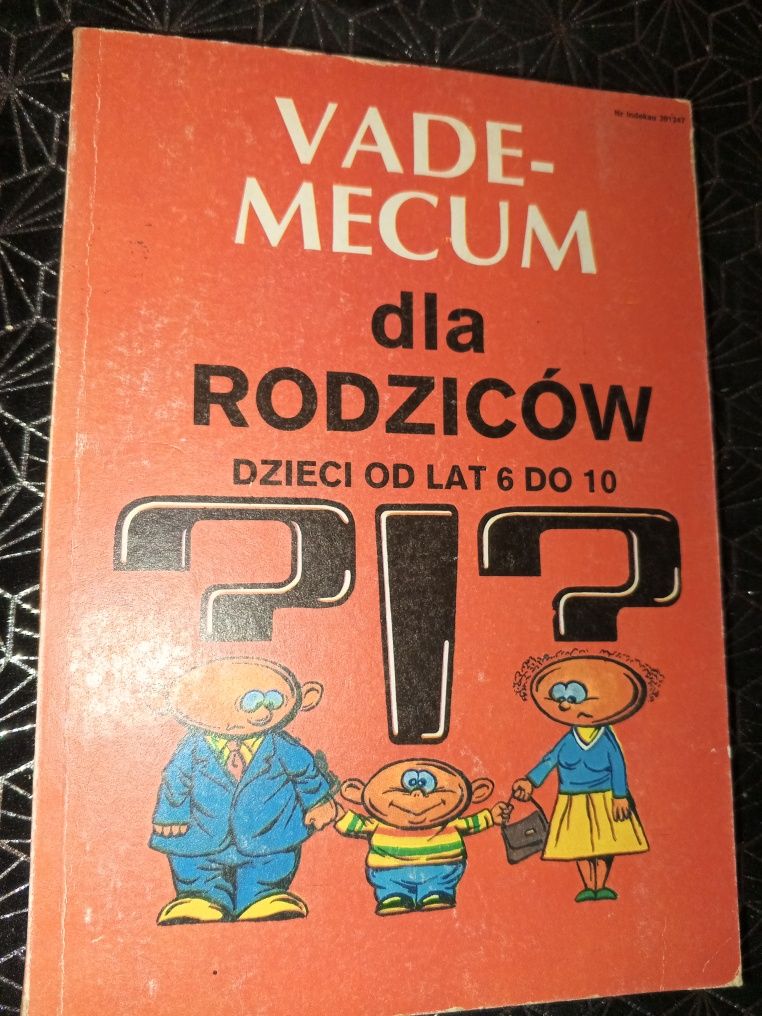 Nr indeksu 391247
VADE-
MECUM
dla
RODZICÓW
DZIECI OD LAT 6 DO 10
?!?